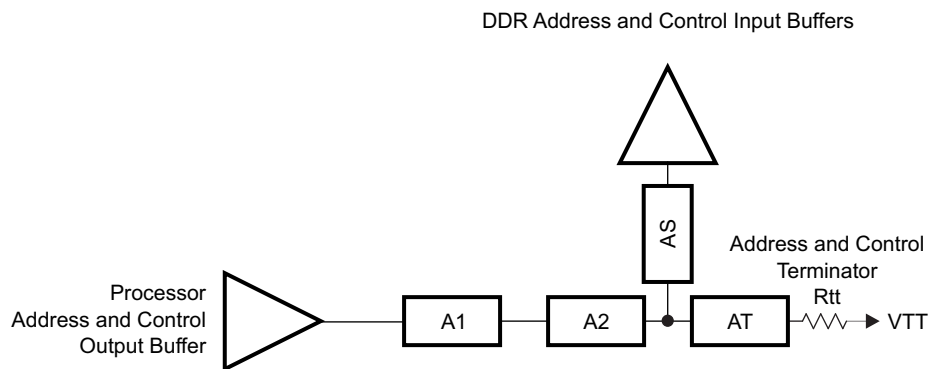 DDR Address and Control Input Buffers
AS
Address and Control
Terminator
Rtt
Processor
Address and Control
Output Buffer
A1
A2
AT
VTT